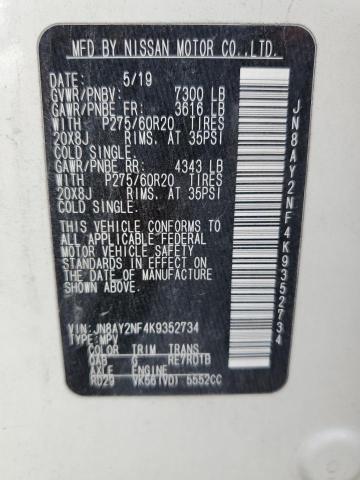 MFD BY NISSAN MOTOR CO.,LTD.
DATE: 5/19
GVWR/PNBV: 7300 LB
GAWR/PNBE FR: 3616 LB
WITH P275/60R20 TIRES
20X8J RIMS. AT 35PSI
COLD SINGLE.
GAWR/PNBE RR: 4343 LB
WITH P275/60R20 TIRES
20X8J RIMS. AT 35PSI
COLD SINGLE.
THIS VEHICLE CONFORMS TO ALL
APPLICABLE FEDERAL
MOTOR VEHICLE SAFETY
STANDARDS IN EFFECT ON
THE DATE OF MANUFACTURE
SHOWN ABOVE.
VIN: JN8AY2NF4K9352734
TYPE: MPV
COLOR TRIM TRANS
QAB G RE7R01B
AXLE ENGINE
RD29 VK56(VD) 5552CC
JN8AY2NF4K9352734